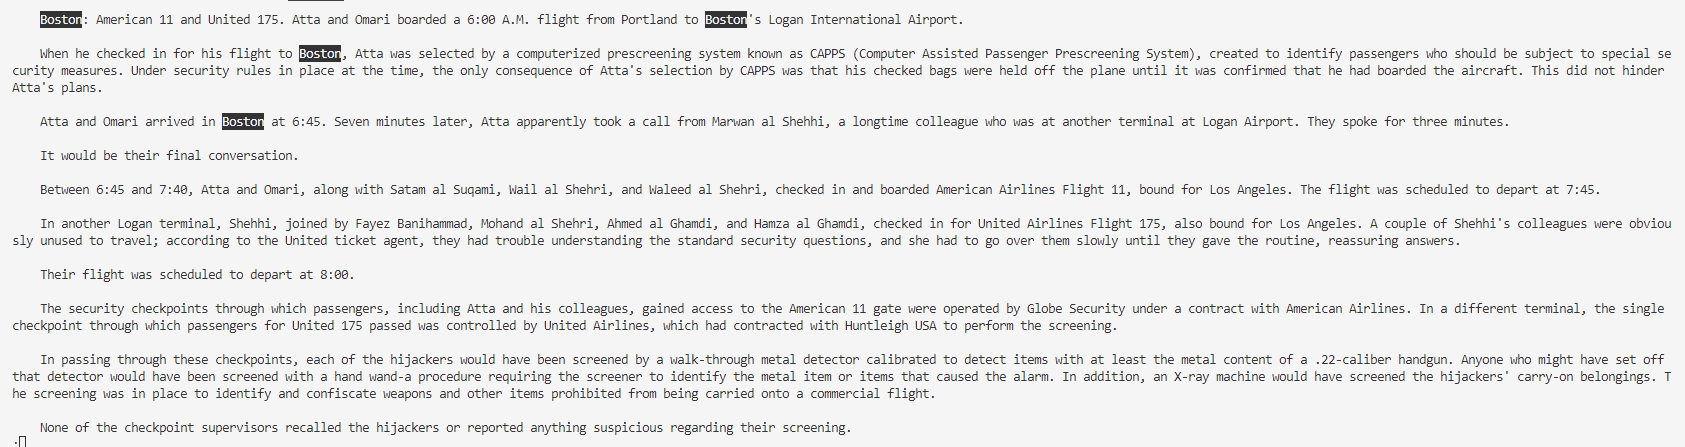 Boston: American 11 and United 175. Atta and Omari boarded a 6:00 A.M. flight from Portland to Boston's Logan International Airport.
When he checked in for his flight to Boston, Atta was selected by a computerized prescreening system known as CAPPS (Computer Assisted Passenger Prescreening System), created to identify passengers who should be subject to special se
curity measures. Under security rules in place at the time, the only consequence of Atta's selection by CAPPS was that his checked bags were held off the plane until it was confirmed that he had boarded the aircraft. This did not hinder
Atta's plans.
Atta and Omari arrived in Boston at 6:45. Seven minutes later, Atta apparently took a call from Marwan al Shehhi, a longtime colleague who was at another terminal at Logan Airport. They spoke for three minutes.
It would be their final conversation.
Between 6:45 and 7:40, Atta and Omari, along with Satam al Suqami, Wail al Shehri, and Waleed al Shehri, checked in and boarded American Airlines Flight 11, bound for Los Angeles. The flight was scheduled to depart at 7:45.
In another Logan terminal, Shehhi, joined by Fayez Banihammad, Mohand al Shehri, Ahmed al Ghamdi, and Hamza al Ghamdi, checked in for United Airlines Flight 175, also bound for Los Angeles. A couple of Shehhi's colleagues were obviou
sly unused to travel; according to the United ticket agent, they had trouble understanding the standard security questions, and she had to go over them slowly until they gave the routine, reassuring answers.
Their flight was scheduled to depart at 8:00.
The security checkpoints through which passengers, including Atta and his colleagues, gained access to the American 11 gate were operated by Globe Security under a contract with American Airlines. In a different terminal, the single
checkpoint through which passengers for United 175 passed was controlled by United Airlines, which had contracted with Huntleigh USA to perform the screening.
In passing through these checkpoints, each of the hijackers would have been screened by a walk-through metal detector calibrated to detect items with at least the metal content of a .22-caliber handgun. Anyone who might have set off
that detector would have been screened with a hand wand-a procedure requiring the screener to identify the metal item or items that caused the alarm. In addition, an X-ray machine would have screened the hijackers' carry-on belongings. T
he screening was in place to identify and confiscate weapons and other items prohibited from being carried onto a commercial flight.
None of the checkpoint supervisors recalled the hijackers or reported anything suspicious regarding their screening.